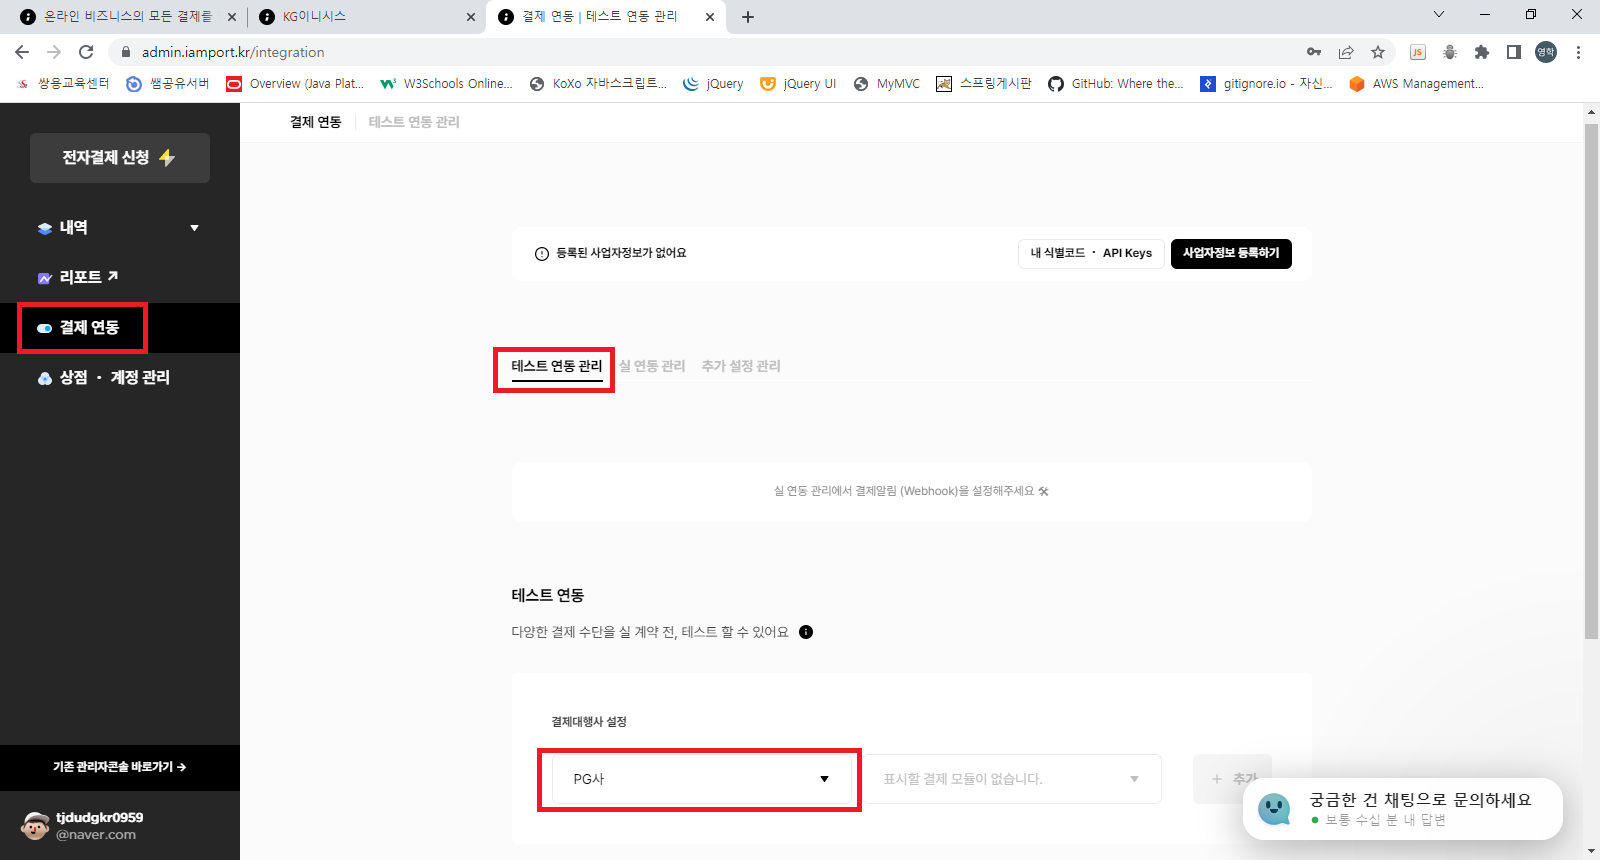 온라인 비즈니스의 모든 결제를
KG이니시스
결제 연동 | 테스트 연동 관리
admin.iamport.kr/integration
JS
영학
쌍용교육센터
쌤공유서버
Overview (Java Plat...
W3Schools Online...
KoXo 자바스크립트...
jQuery
jQuery UI
MyMVC
스프링게시판
GitHub: Where the...
gitignore.io - 자신...
AWS Management...
전자결제 신청
내역
리포트
결제 연동
상점 · 계정 관리
기존 관리자콘솔 바로가기 →
tjdudgkr0959
@naver.com
결제 연동
테스트 연동 관리
등록된 사업자정보가 없어요
내 식별코드 · API Keys
사업자정보 등록하기
테스트 연동 관리
실 연동 관리
추가 설정 관리
실 연동 관리에서 결제알림 (Webhook)을 설정해주세요 🛠
테스트 연동
다양한 결제 수단을 실 계약 전, 테스트 할 수 있어요
결제대행사 설정
PG사
표시할 결제 모듈이 없습니다.
+ 추가
궁금한 건 채팅으로 문의하세요
보통 수십 분 내 답변